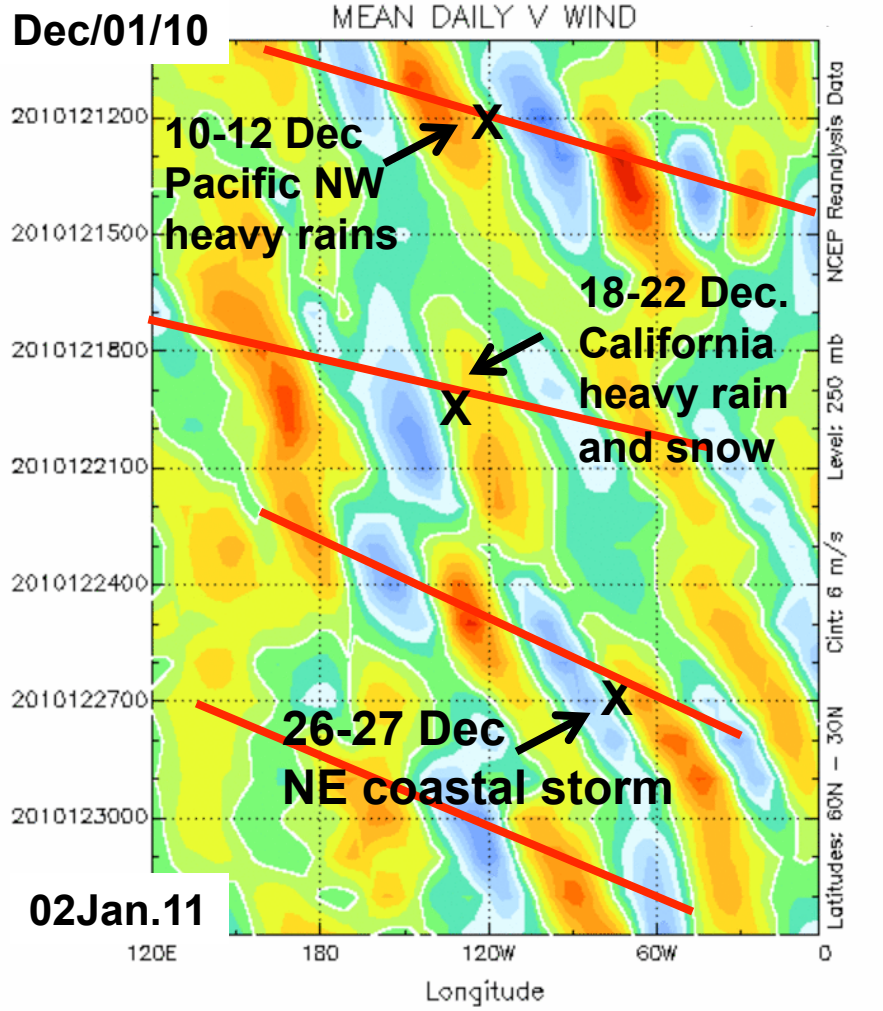 MEAN DAILY V WIND
Dec/01/10
2010121200
2010121500
2010121800
2010122100
2010122400
2010122700
2010123000
02Jan.11
10-12 Dec
Pacific NW
heavy rains
X
18-22 Dec.
California
heavy rain
and snow
X
X
26-27 Dec
NE coastal storm
120E
180
120W
60W
0
Longitude
NCEP Reanalysis Data
Level: 250 mb
Cint: 6 m/s
Latitudes: 60N – 30N